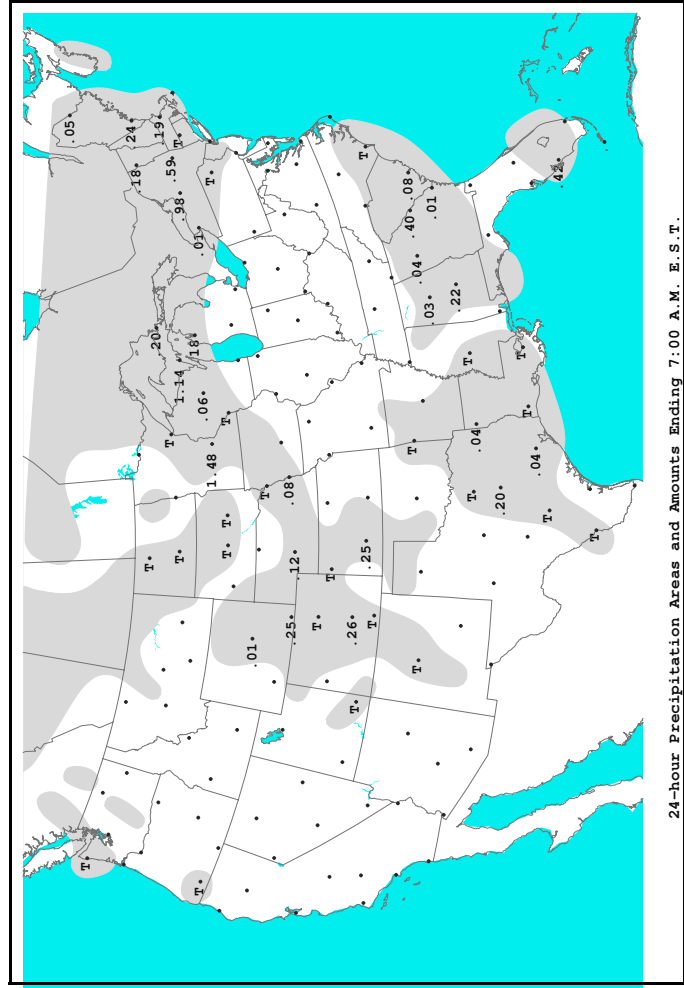 .05
T
.24
.18
T
.20
.19
T
.59
T
1.14
.98
T
.18
T
.01
.06
1.48
T
T
T
T
.01
T
.08
.25
.12
T
T
.26
T
T
.25
T
.08
.40
T
T
.04
.03
.01
.22
T
T
.04
.20
T
T
.04
T
.42
T
24-hour Precipitation Areas and Amounts Ending 7:00 A.M. E.S.T.